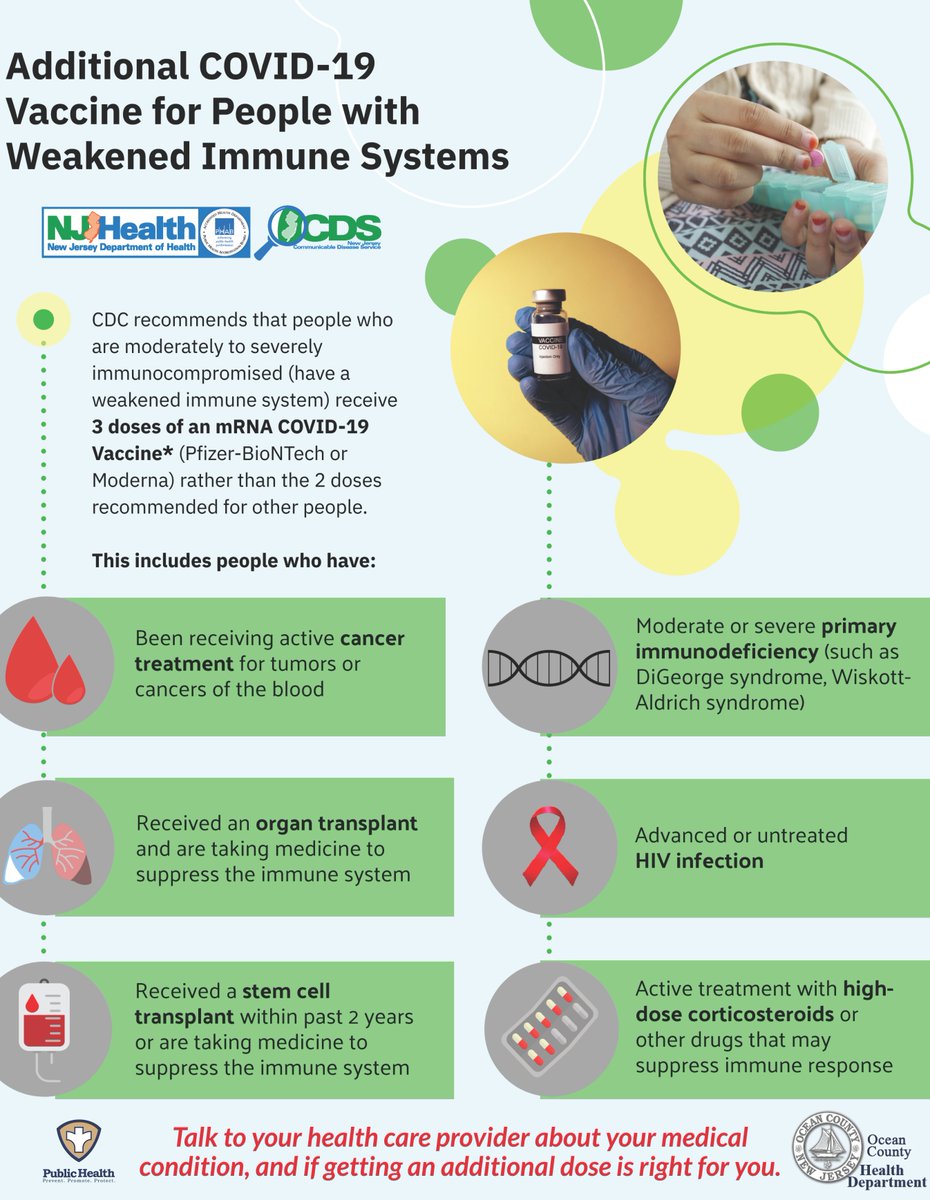 Additional COVID-19
Vaccine for People with
Weakened Immune Systems
NJHealth
New Jersey Department of Health
PHAB
CDS
New Jersey
Communicable Disease Service
VACCINE
COVID-19
Injection Only
CDC recommends that people who
are moderately to severely
immunocompromised (have a
weakened immune system) receive
3 doses of an mRNA COVID-19
Vaccine* (Pfizer-BioNTech or
Moderna) rather than the 2 doses
recommended for other people.
This includes people who have:
Been receiving active cancer
treatment for tumors or
cancers of the blood
Moderate or severe primary
immunodeficiency (such as
DiGeorge syndrome, Wiskott-
Aldrich syndrome)
Received an organ transplant
and are taking medicine to
suppress the immune system
Advanced or untreated
HIV infection
Received a stem cell
transplant within past 2 years
or are taking medicine to
suppress the immune system
Active treatment with high-
dose corticosteroids or
other drugs that may
suppress immune response
Public Health
Prevent. Promote. Protect.
Talk to your health care provider about your medical
condition, and if getting an additional dose is right for you.
OCEAN COUNTY
NEW JERSEY
Ocean
County
Health
Department